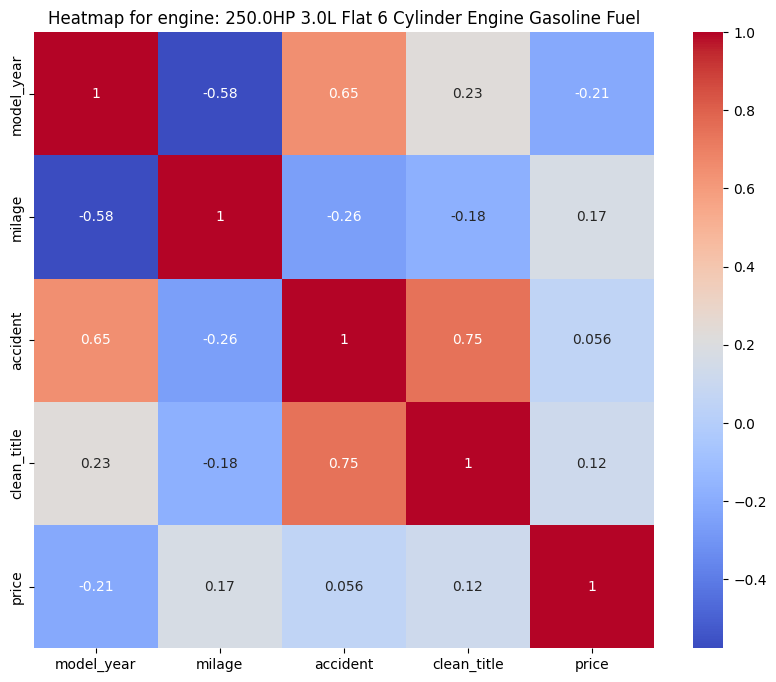 Heatmap for engine: 250.0HP 3.0L Flat 6 Cylinder Engine Gasoline Fuel
model_year 1 -0.58 0.65 0.23 -0.21
milage -0.58 1 -0.26 -0.18 0.17
accident 0.65 -0.26 1 0.75 0.056
clean_title 0.23 -0.18 0.75 1 0.12
price -0.21 0.17 0.056 0.12 1
model_year milage accident clean_title price
1.0
0.8
0.6
0.4
0.2
0.0
−0.2
−0.4